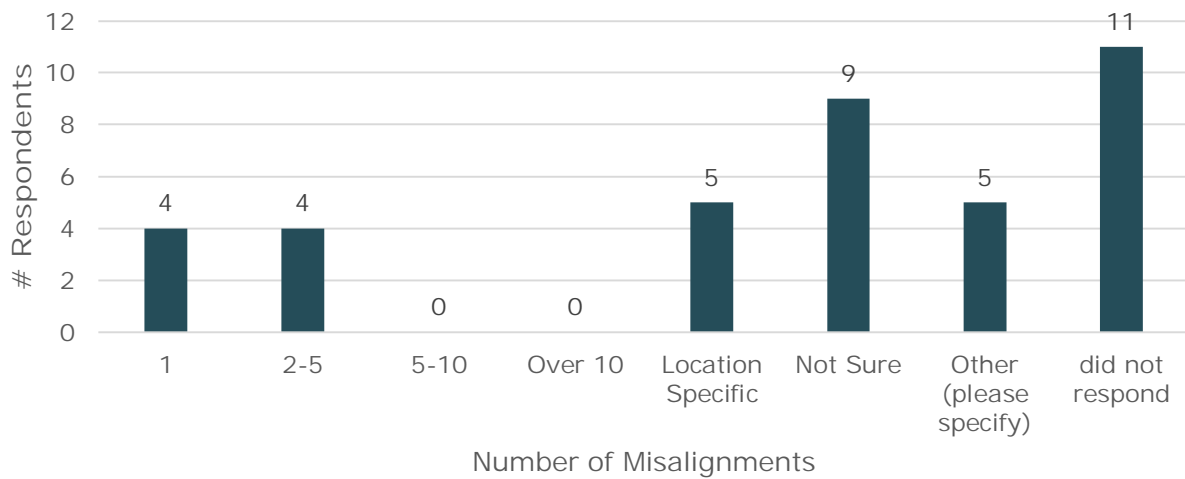 12
10
8
6
4
2
0
# Respondents
4
4
0
0
5
9
5
11
1
2-5
5-10
Over 10
Location
Specific
Not Sure
Other
(please
specify)
did not
respond
Number of Misalignments